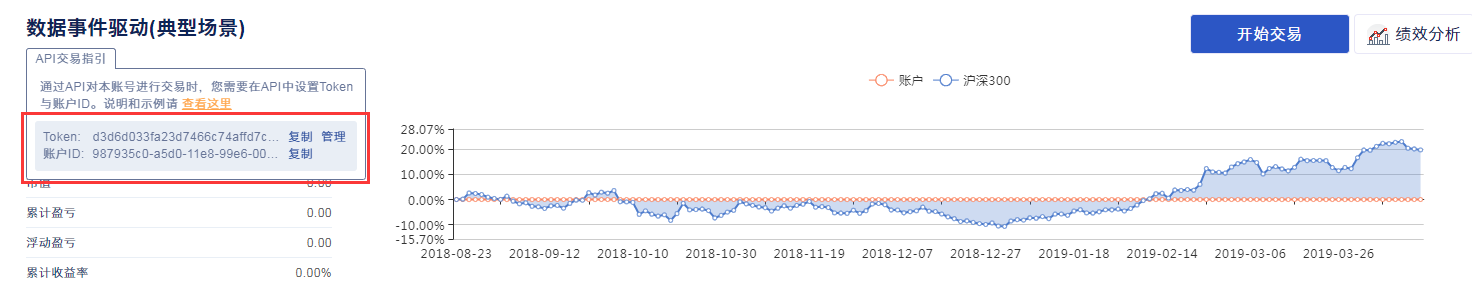 数据事件驱动(典型场景)
开始交易
绩效分析
API交易指引
通过API对本账号进行交易时，您需要在API中设置Token
与账户ID。说明和示例请 查看这里
Token: d3d6d033fa23d7466c74affd7c... 复制 管理
账户ID: 987935c0-a5d0-11e8-99e6-00... 复制
市值 0.00
累计盈亏 0.00
浮动盈亏 0.00
累计收益率 0.00%
账户 沪深300
28.07%
20.00%
10.00%
0.00%
-10.00%
-15.70%
2018-08-23 2018-09-12 2018-10-10 2018-10-30 2018-11-19 2018-12-07 2018-12-27 2019-01-18 2019-02-14 2019-03-06 2019-03-26